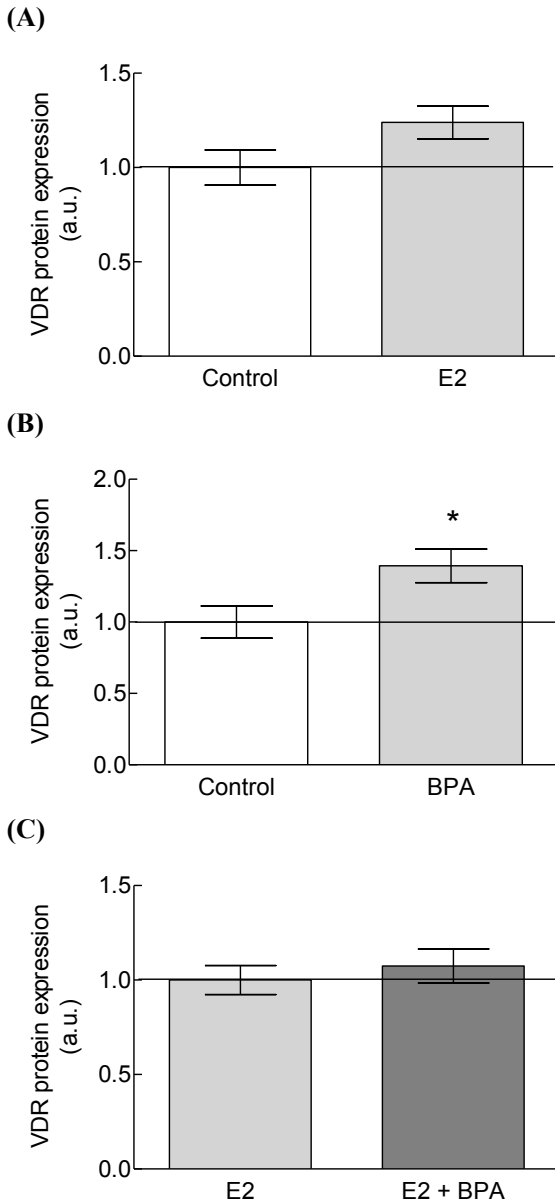 (A)
VDR protein expression
(a.u.)
1.5
1.0
0.5
0.0
Control E2
(B)
VDR protein expression
(a.u.)
2.0
1.5
*
1.0
0.5
0.0
Control BPA
(C)
VDR protein expression
(a.u.)
1.5
1.0
0.5
0.0
E2 E2 + BPA